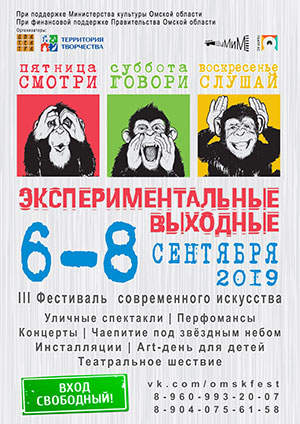 При поддержке Министерства культуры Омской области
При финансовой поддержке Правительства Омской области
Организаторы:
ТЕРРИТОРИЯ
ТВОРЧЕСТВА
пятница
СМОТРИ
суббота
ГОВОРИ
воскресенье
СЛУШАЙ
ЭКСПЕРИМЕНТАЛЬНЫЕ
ВЫХОДНЫЕ
6-8
СЕНТЯБРЯ
2019
III Фестиваль современного искусства
Уличные спектакли | Перфомансы
Концерты | Чаепитие под звёздным небом
Инсталляции | Art-день для детей
Театральное шествие
ВХОД
СВОБОДНЫЙ!
vk.com/omskfest
8-960-993-20-07
8-904-075-61-58